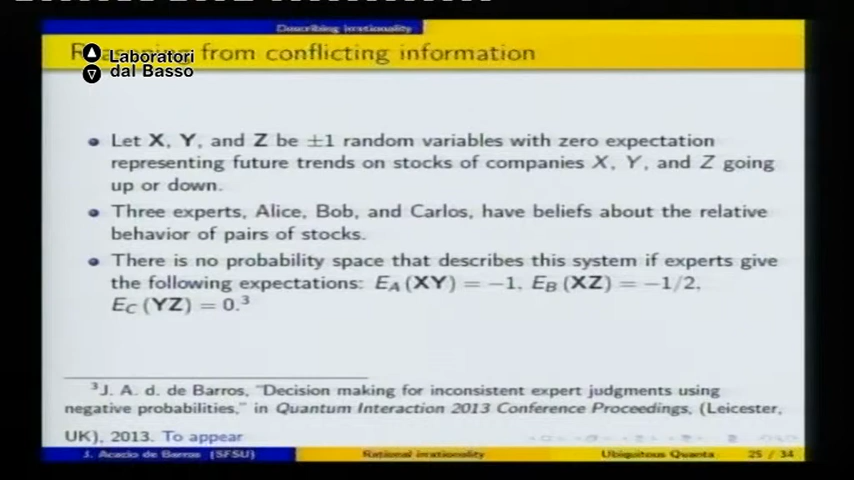 Describing irrationality
Reasoning from conflicting information
Laboratori
dal Basso
Let X, Y, and Z be ±1 random variables with zero expectation
representing future trends on stocks of companies X, Y, and Z going
up or down.
Three experts, Alice, Bob, and Carlos, have beliefs about the relative
behavior of pairs of stocks.
There is no probability space that describes this system if experts give
the following expectations: E_A (XY) = −1, E_B (XZ) = −1/2,
E_C (YZ) = 0.³
³J. A. d. de Barros, "Decision making for inconsistent expert judgments using
negative probabilities," in Quantum Interaction 2013 Conference Proceedings, (Leicester,
UK), 2013. To appear
J. Acacio de Barros (SFSU) Rational irrationality Ubiquitous Quanta 25 / 34